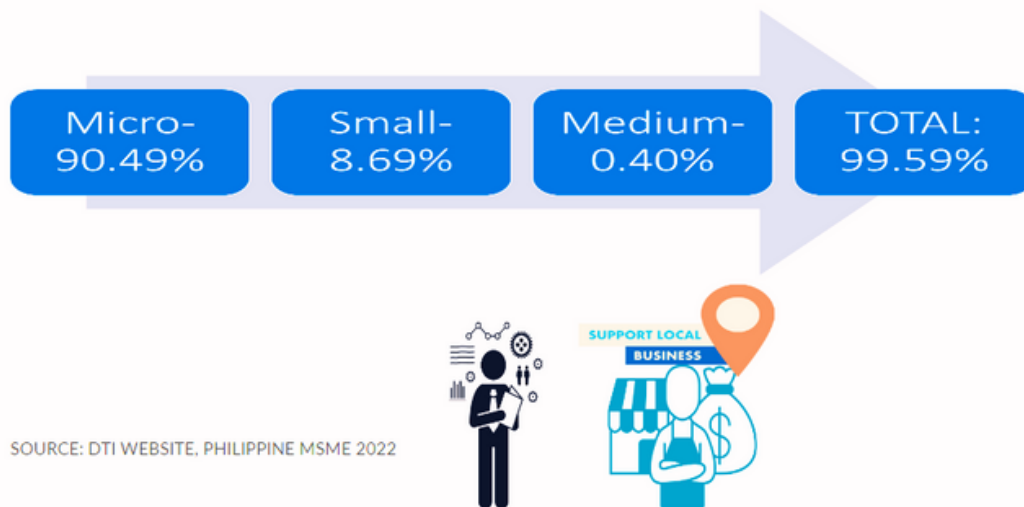 Micro-
90.49%
Small-
8.69%
Medium-
0.40%
TOTAL:
99.59%
SUPPORT LOCAL
BUSINESS
$
SOURCE: DTI WEBSITE, PHILIPPINE MSME 2022